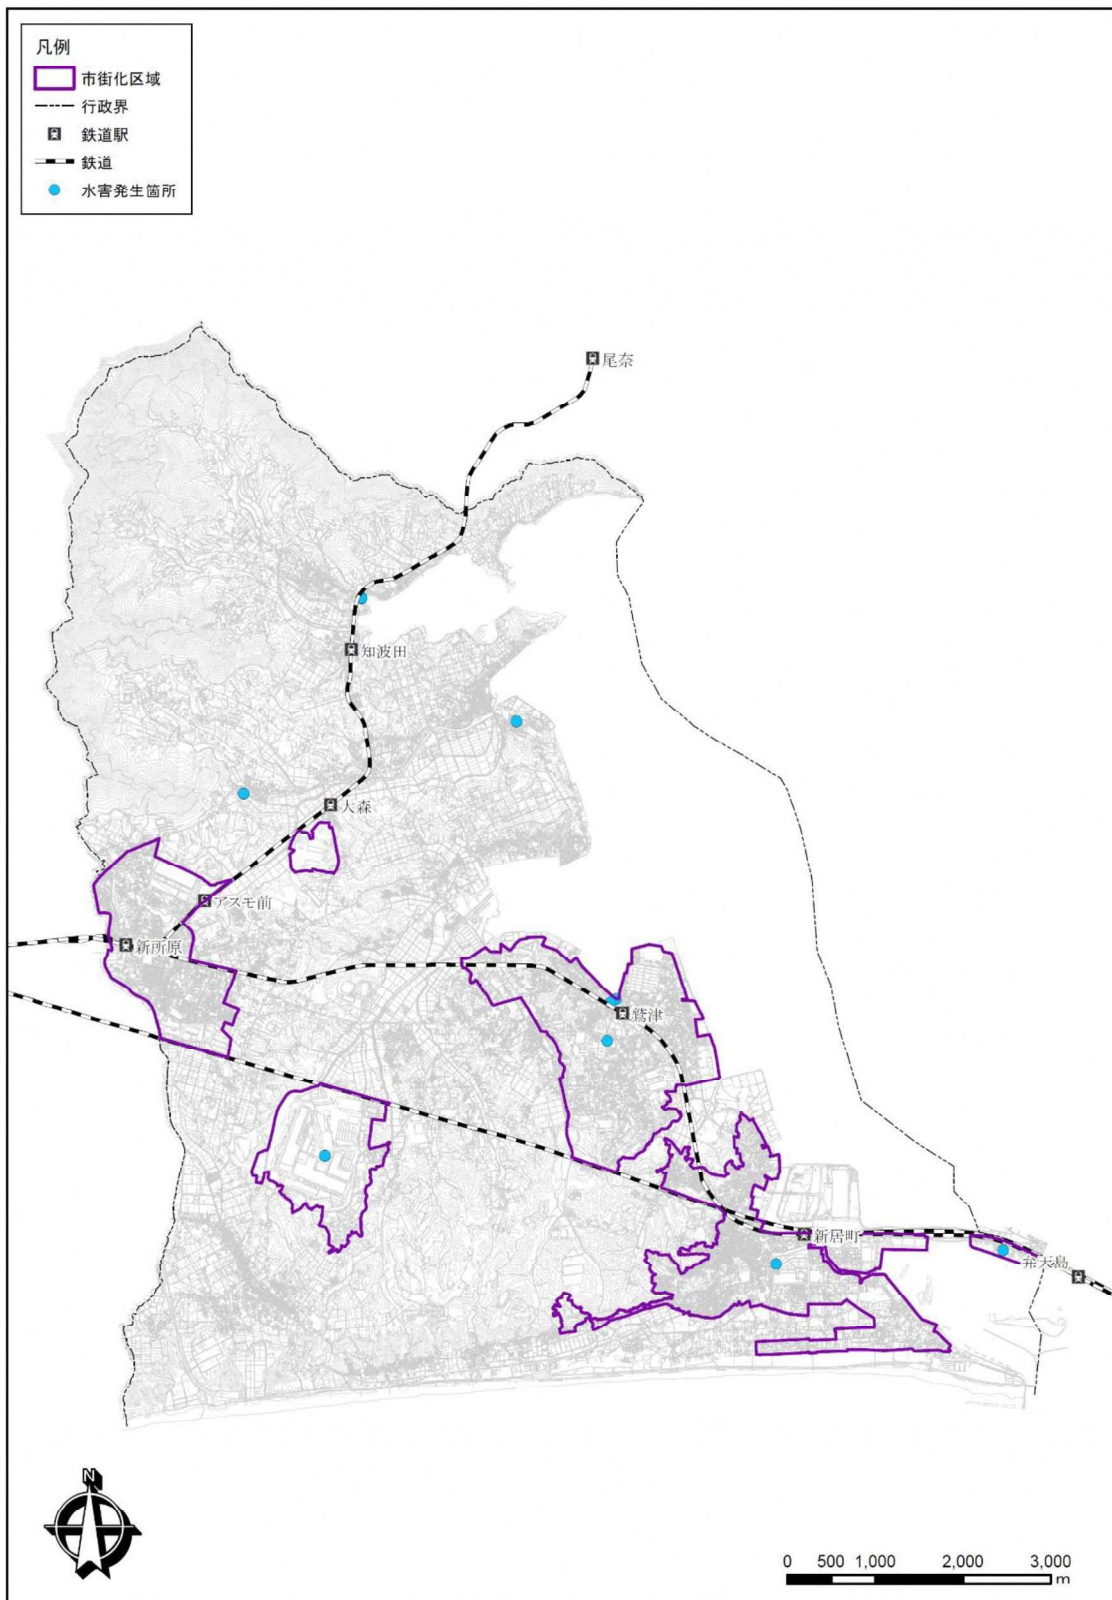 凡例
市街化区域
行政界
鉄道駅
鉄道
水害発生箇所
尾奈
知波田
大森
アスモ前
新所原
鷲津
新居町
弁天島
N
0 500 1,000 2,000 3,000
m